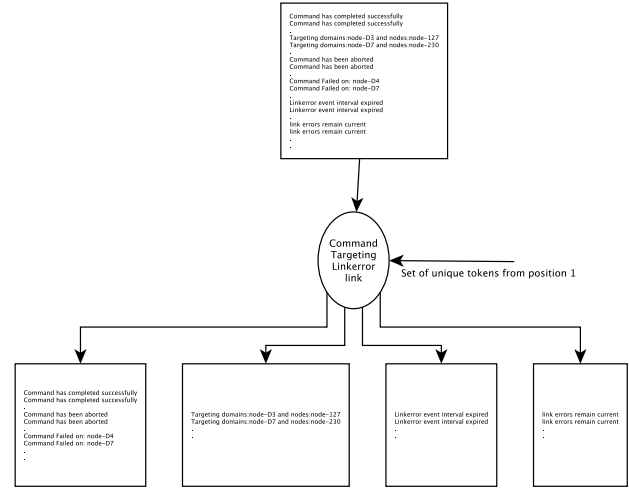 Command has completed successfully
Command has completed successfully
.
Targeting domains:node-D3 and nodes:node-127
Targeting domains:node-D7 and nodes:node-230
.
Command has been aborted
Command has been aborted
.
Command Failed on: node-D4
Command Failed on: node-D7
.
Linkerror event interval expired
Linkerror event interval expired
.
link errors remain current
link errors remain current
.
.
Command
Targeting
Linkerror
link
Set of unique tokens from position 1
Command has completed successfully
Command has completed successfully
.
Command has been aborted
Command has been aborted
.
Command Failed on: node-D4
Command Failed on: node-D7
.
.
Targeting domains:node-D3 and nodes:node-127
Targeting domains:node-D7 and nodes:node-230
.
.
Linkerror event interval expired
Linkerror event interval expired
.
.
link errors remain current
link errors remain current
.
.